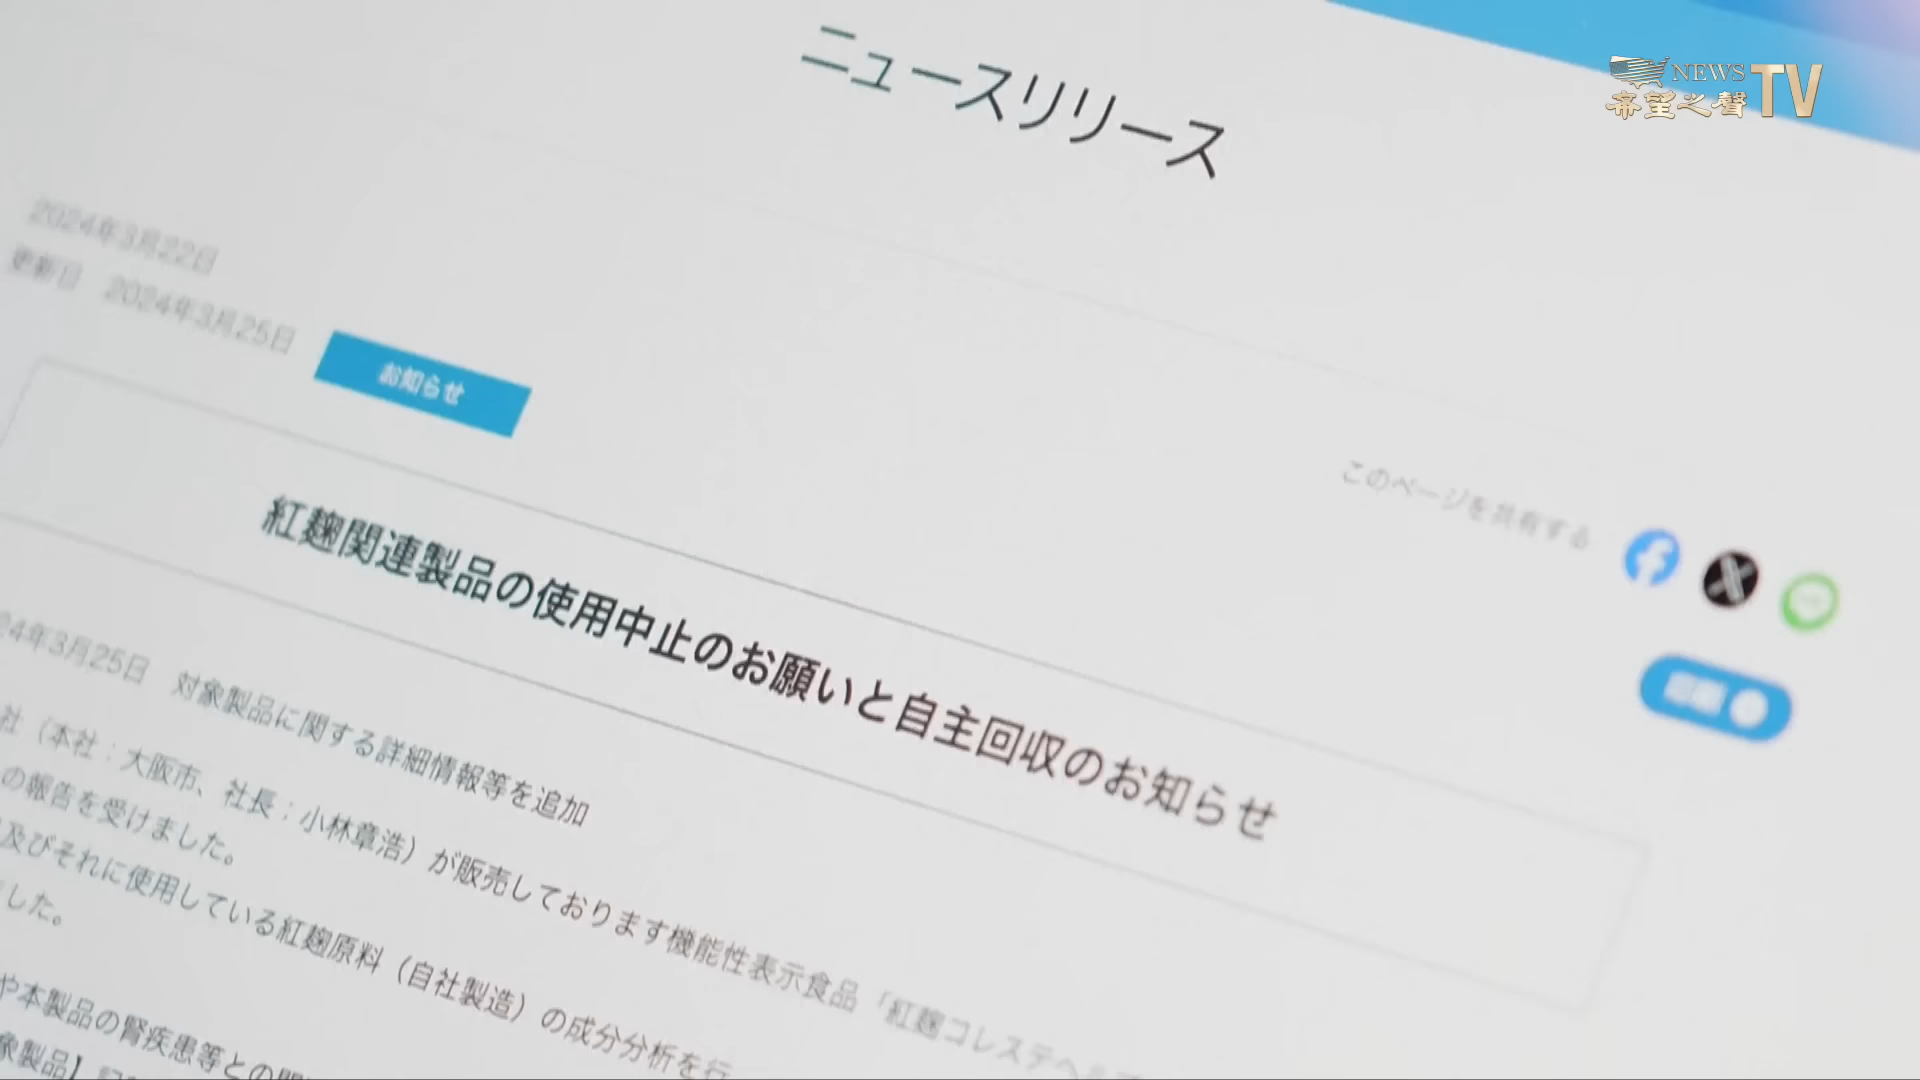 ニュースリリース
NEWS
希望之聲TV
2024年3月22日
更新日 2024年3月25日
お知らせ
このページを共有する
紅麹関連製品の使用中止のお願いと自主回収のお知らせ
24年3月25日 対象製品に関する詳細情報等を追加
社(本社:大阪市、社長:小林章浩)が販売しております機能性表示食品「紅麹コレステヘルプ
の報告を受けました。
及びそれに使用している紅麹原料(自社製造)の成分分析を行
した。
や本製品の腎疾患等との関
象製品】